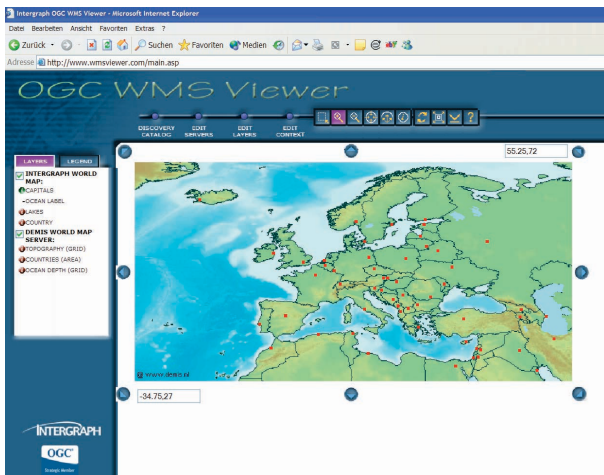 Intergraph OGC WMS Viewer - Microsoft Internet Explorer
Datei Bearbeiten Ansicht Favoriten Extras ?
Zurück Suchen Favoriten Medien
Adresse http://www.wmsviewer.com/main.asp
OGC WMS Viewer
DISCOVERY CATALOG
EDIT SERVERS
EDIT LAYERS
EDIT CONTEXT
55.25,72
LAYERS LEGEND
INTERGRAPH WORLD
MAP:
CAPITALS
-OCEAN LABEL
LAKES
COUNTRY
DEMIS WORLD MAP
SERVER:
TOPOGRAPHY (GRID)
COUNTRIES (AREA)
OCEAN DEPTH (GRID)
@ www.demis.nl
-34.75,27
INTERGRAPH
OGC
Strategic Member